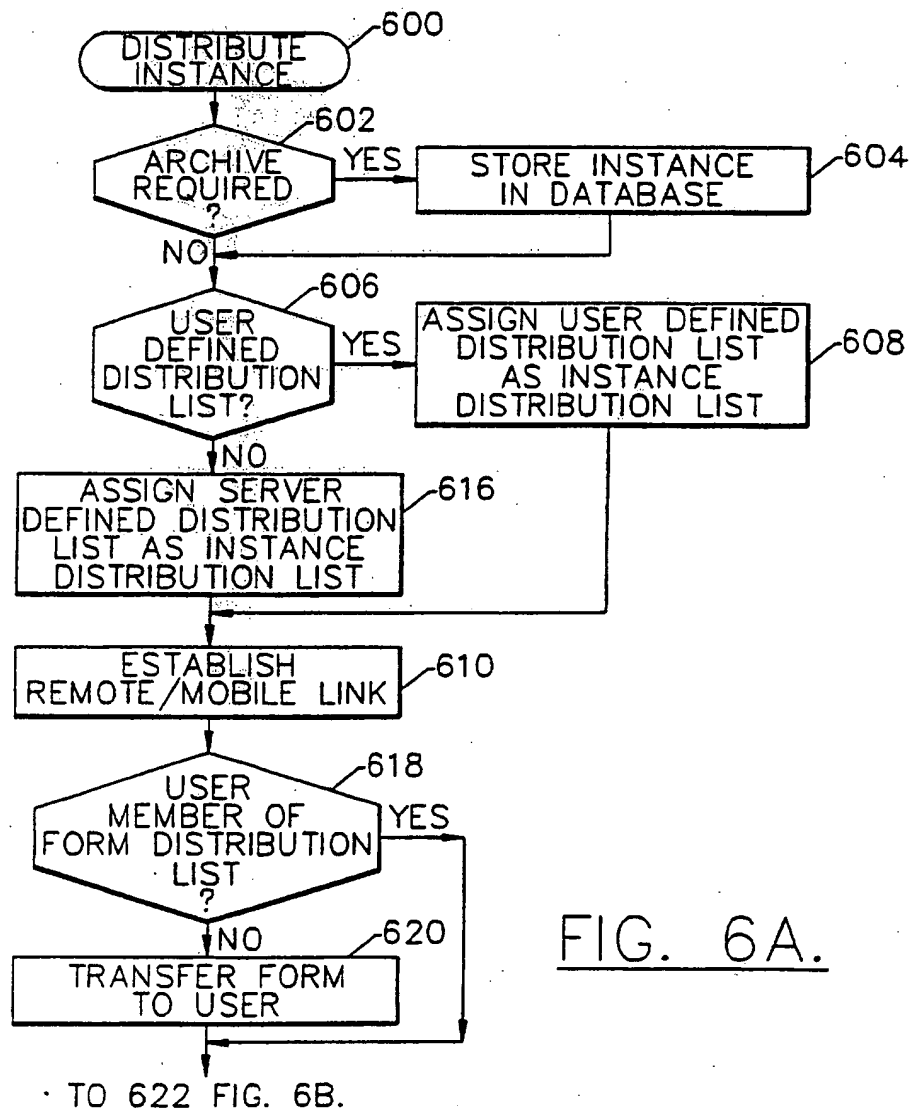 600
DISTRIBUTE
INSTANCE
602
ARCHIVE
REQUIRED
?
YES
STORE INSTANCE
IN DATABASE
604
NO
606
USER
DEFINED
DISTRIBUTION
LIST?
YES
ASSIGN USER DEFINED
DISTRIBUTION LIST
AS INSTANCE
DISTRIBUTION LIST
608
NO
ASSIGN SERVER
DEFINED DISTRIBUTION
LIST AS INSTANCE
DISTRIBUTION LIST
616
ESTABLISH
REMOTE/MOBILE LINK
610
618
USER
MEMBER OF
FORM DISTRIBUTION
LIST
?
YES
NO
620
TRANSFER FORM
TO USER
FIG. 6A.
TO 622 FIG. 6B.